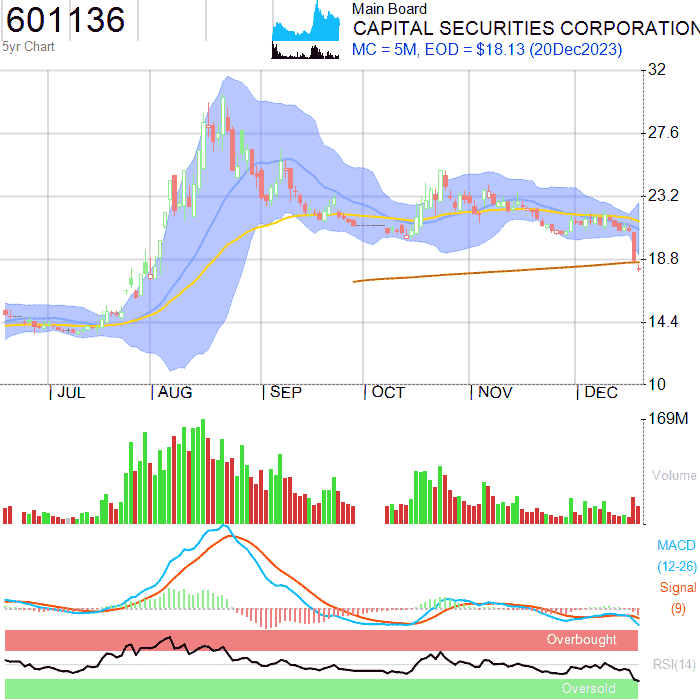 601136
5yr Chart
Main Board
CAPITAL SECURITIES CORPORATION
MC = 5M, EOD = $18.13 (20Dec2023)
32
27.6
23.2
18.8
14.4
10
JUL AUG SEP OCT NOV DEC
169M
Volume
MACD
(12-26)
Signal
(9)
Overbought
RSI(14)
Oversold